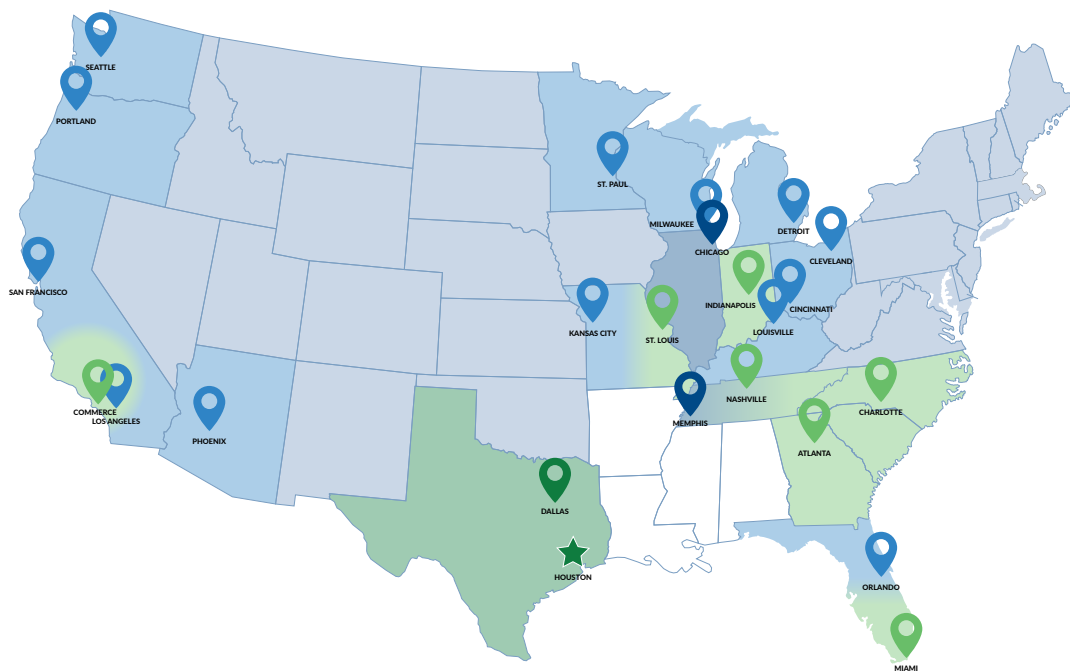 SEATTLE
PORTLAND
ST. PAUL
MILWAUKEE
DETROIT
CHICAGO
CLEVELAND
SAN FRANCISCO
INDIANAPOLIS
CINCINNATI
KANSAS CITY
LOUISVILLE
ST. LOUIS
NASHVILLE
COMMERCE
CHARLOTTE
LOS ANGELES
MEMPHIS
PHOENIX
ATLANTA
DALLAS
HOUSTON
ORLANDO
MIAMI